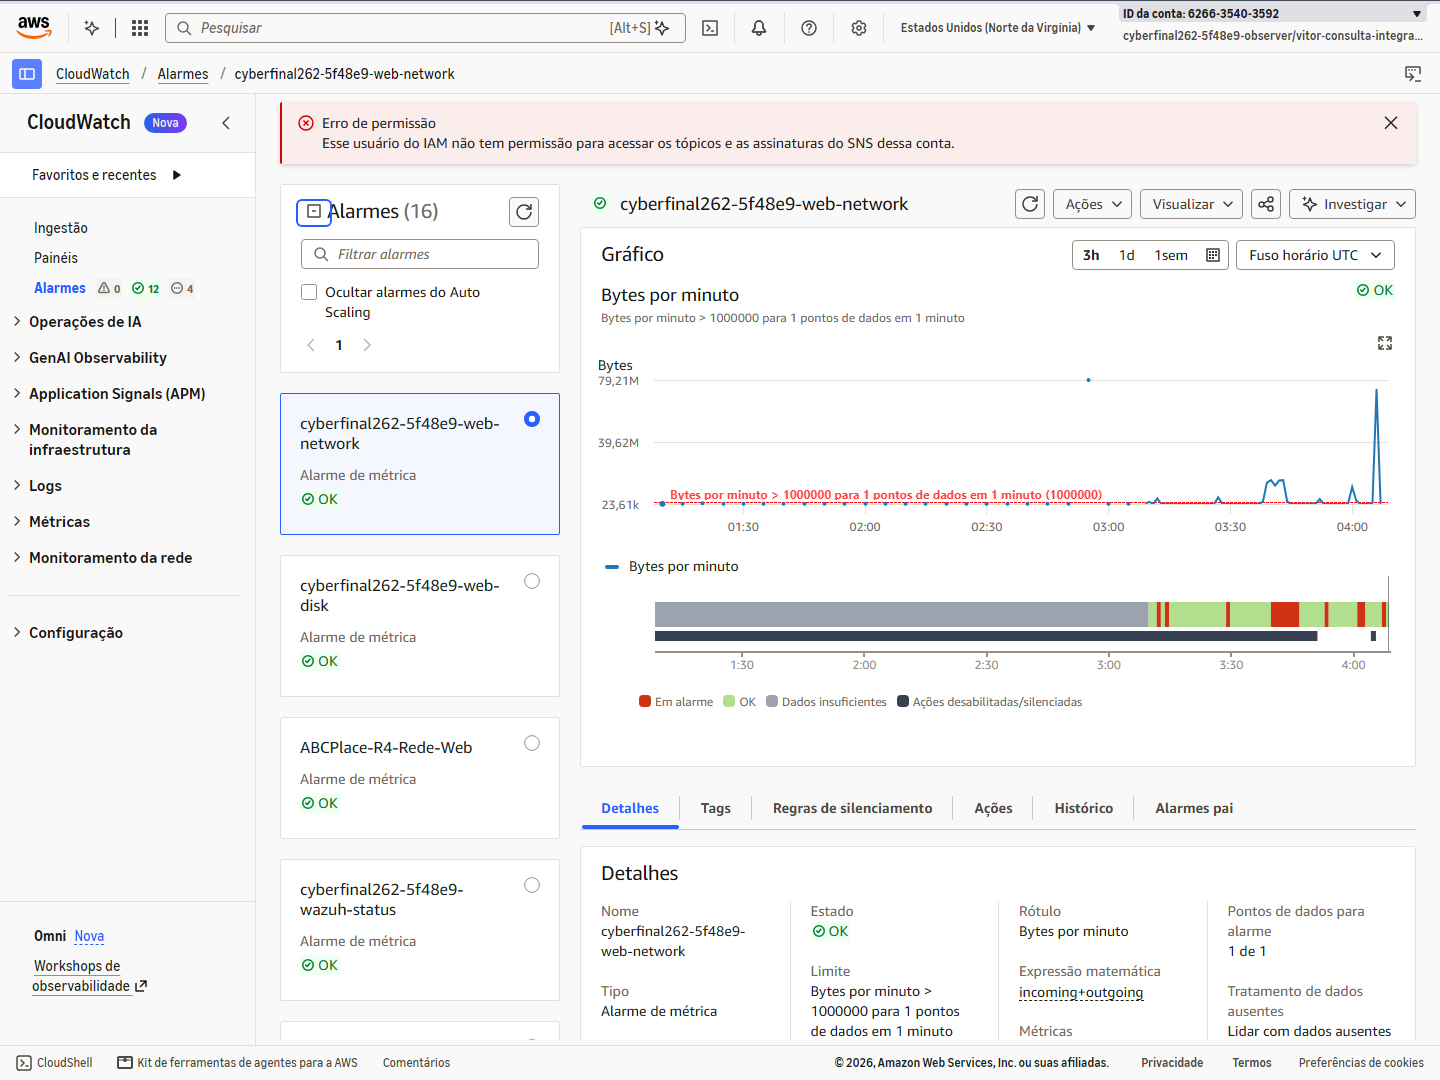 aws
Pesquisar
[Alt+S]
Estados Unidos (Norte da Virgínia)
ID da conta: 6266-3540-3592
cyberfinal262-5f48e9-observer/vitor-consulta-integra...
CloudWatch / Alarmes / cyberfinal262-5f48e9-web-network
CloudWatch
Nova
Favoritos e recentes
Ingestão
Painéis
Alarmes
0
12
4
Operações de IA
GenAI Observability
Application Signals (APM)
Monitoramento da
infraestrutura
Logs
Métricas
Monitoramento da rede
Configuração
Omni Nova
Workshops de
observabilidade
Erro de permissão
Esse usuário do IAM não tem permissão para acessar os tópicos e as assinaturas do SNS dessa conta.
Alarmes (16)
Filtrar alarmes
Ocultar alarmes do Auto
Scaling
1
cyberfinal262-5f48e9-web-
network
Alarme de métrica
OK
cyberfinal262-5f48e9-web-
disk
Alarme de métrica
OK
ABCPlace-R4-Rede-Web
Alarme de métrica
OK
cyberfinal262-5f48e9-
wazuh-status
Alarme de métrica
OK
cyberfinal262-5f48e9-web-network
Ações
Visualizar
Investigar
Gráfico
3h
1d
1sem
Fuso horário UTC
Bytes por minuto
OK
Bytes por minuto > 1000000 para 1 pontos de dados em 1 minuto
Bytes
79,21M
39,62M
23,61k
Bytes por minuto > 1000000 para 1 pontos de dados em 1 minuto (1000000)
01:30
02:00
02:30
03:00
03:30
04:00
Bytes por minuto
1:30
2:00
2:30
3:00
3:30
4:00
Em alarme
OK
Dados insuficientes
Ações desabilitadas/silenciadas
Detalhes
Tags
Regras de silenciamento
Ações
Histórico
Alarmes pai
Detalhes
Nome
cyberfinal262-5f48e9-
web-network
Tipo
Alarme de métrica
Estado
OK
Limite
Bytes por minuto >
1000000 para 1 pontos
de dados em 1 minuto
Rótulo
Bytes por minuto
Expressão matemática
incoming+outgoing
Métricas
Pontos de dados para
alarme
1 de 1
Tratamento de dados
ausentes
Lidar com dados ausentes
CloudShell
Kit de ferramentas de agentes para a AWS
Comentários
© 2026, Amazon Web Services, Inc. ou suas afiliadas.
Privacidade
Termos
Preferências de cookies